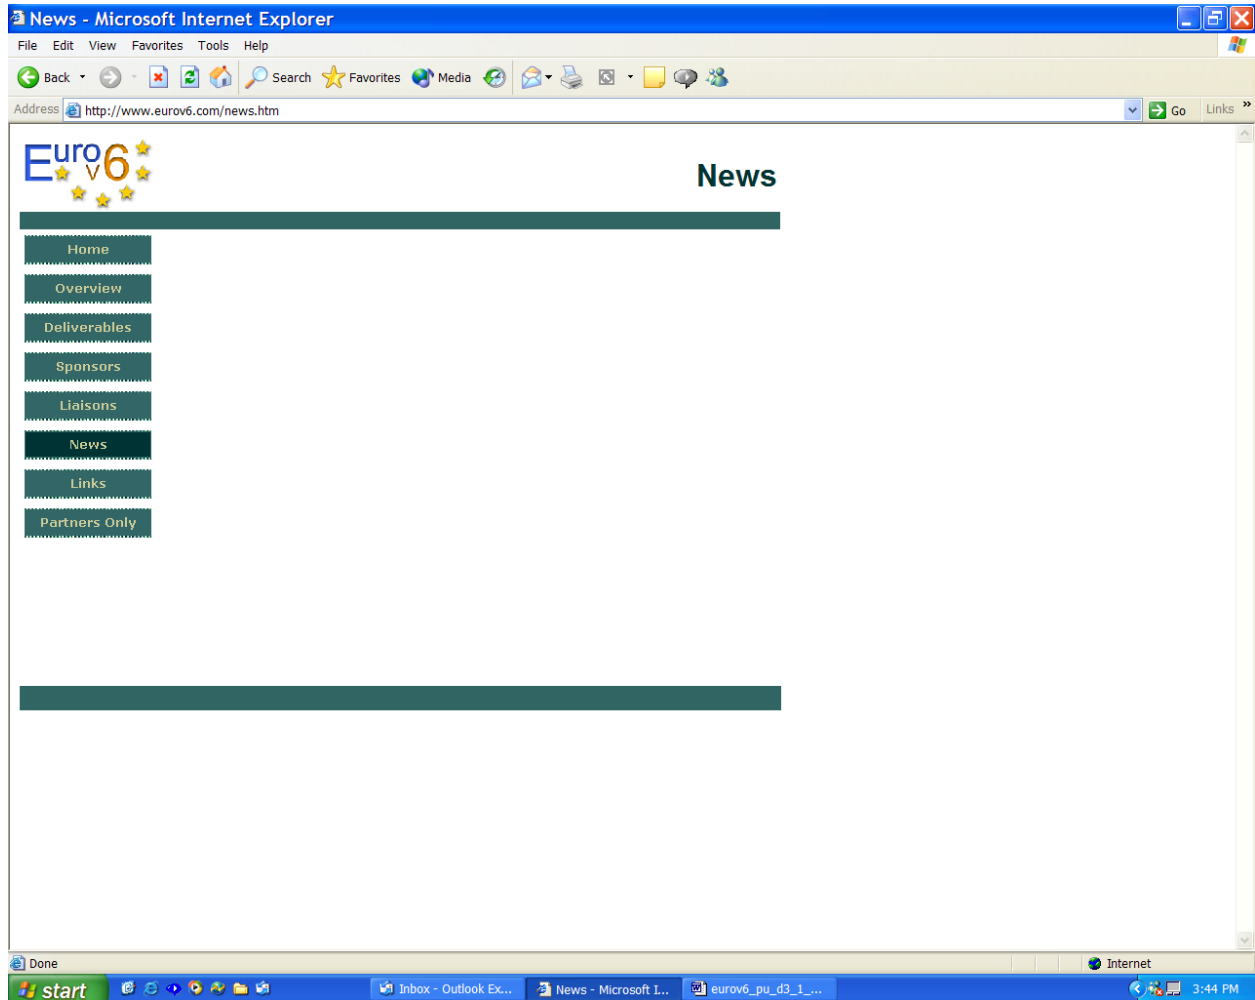 News - Microsoft Internet Explorer
File Edit View Favorites Tools Help
Back Search Favorites Media
Address http://www.eurov6.com/news.htm Go Links »
Euro v6
News
Home
Overview
Deliverables
Sponsors
Liaisons
News
Links
Partners Only
Done Internet
start Inbox - Outlook Ex... News - Microsoft I... eurov6_pu_d3_1_... 3:44 PM